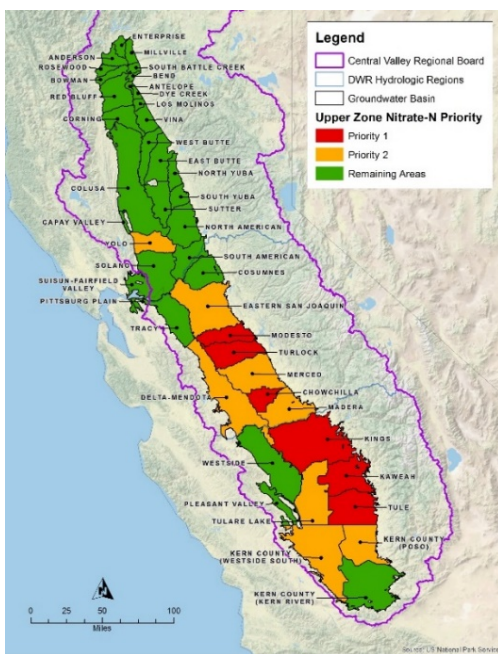 Legend
Central Valley Regional Board
DWR Hydrologic Regions
Groundwater Basin
Upper Zone Nitrate-N Priority
Priority 1
Priority 2
Remaining Areas
ENTERPRISE
MILLVILLE
ANDERSON
ROSEWOOD
SOUTH BATTLE CREEK
BOWMAN
BEND
ANTELOPE
RED BLUFF
DYE CREEK
LOS MOLINOS
CORNING
VINA
WEST BUTTE
EAST BUTTE
NORTH YUBA
COLUSA
SOUTH YUBA
SUTTER
CAPAY VALLEY
NORTH AMERICAN
YOLO
SOUTH AMERICAN
SOLANO
COSUMNES
SUISUN-FAIRFIELD
VALLEY
PITTSBURG PLAIN
EASTERN SAN JOAQUIN
TRACY
MODESTO
TURLOCK
MERCED
CHOWCHILLA
DELTA-MENDOTA
MADERA
KINGS
WESTSIDE
KAWEAH
PLEASANT VALLEY
TULE
TULARE LAKE
KERN COUNTY
(POSO)
KERN COUNTY
(WESTSIDE SOUTH)
KERN COUNTY
(KERN RIVER)
0 50 100
Miles
Source: US National Park Service